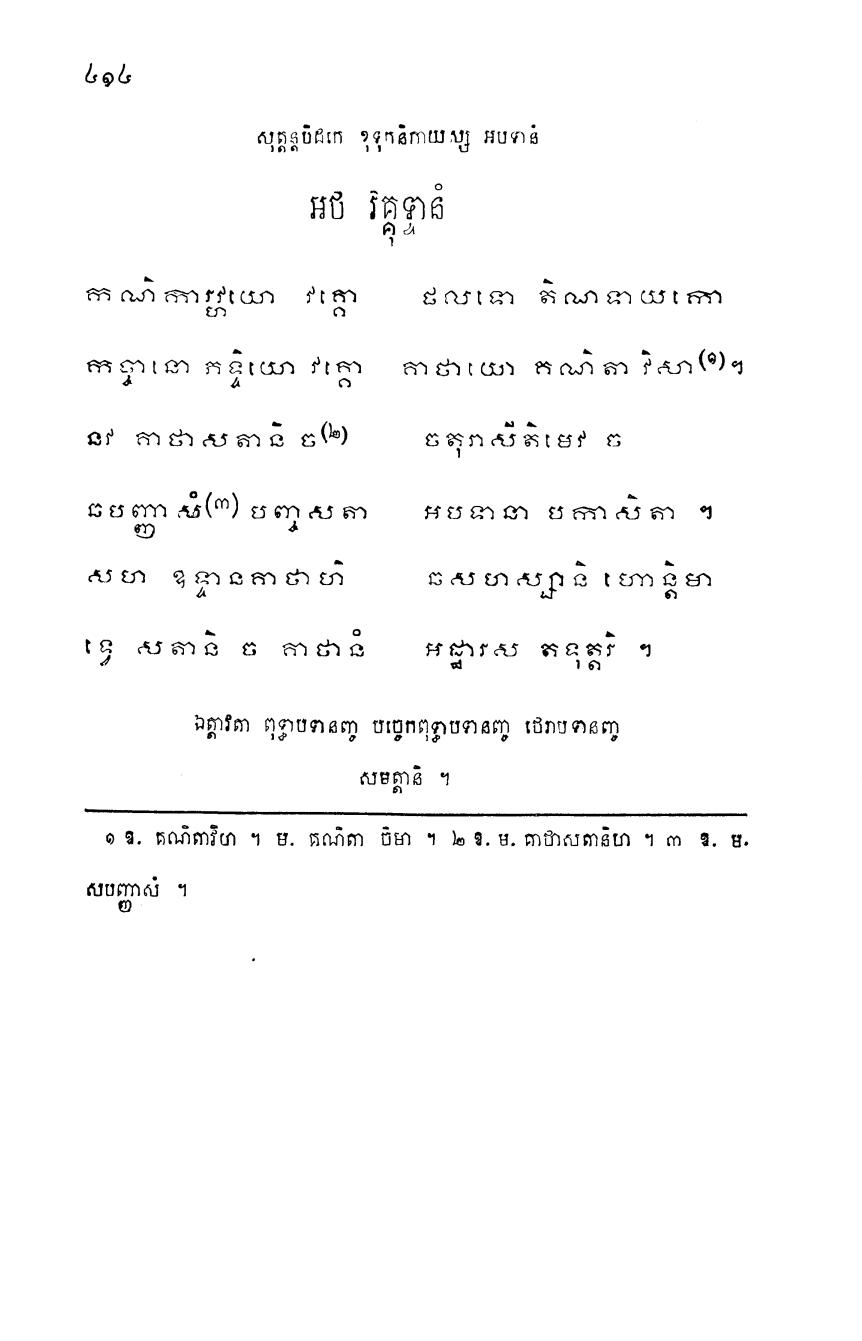 ៤១៤
សុត្តន្តបិដកេ ខុទ្ទកនិកាយស្ស អបទានំ
អថ វគ្គុទ្ទានំ
កណិការវ្ហយោ វគ្គោ ផលទោ តិណទាយកោ
កច្ចានោ ភទ្ទិយោ វគ្គោ គាថាយោ គណិតា វិសា(១)។
នវ គាថាសតានិ ច(២) ចតុរាសីតិមេវ ច
ឆបញ្ញាសំ(៣) បញ្ចសតា អបទានា បកាសិតា ។
សហ ឧទ្ទានគាថាហិ ឆសហស្សានិ ហោន្តិមា
ទ្វេ សតានិ ច គាថានំ អដ្ឋារស តទុត្តរិ ។
ឯត្តាវតា ពុទ្ធាបទានញ្ច បច្ចេកពុទ្ធាបទានញ្ច ថេរាបទានញ្ច
សមត្តានិ ។
១ ឱ. គណិតាវិហ ។ ម. គណិតា ចិមា ។ ២ ឱ. ម. គាថាសតានិហ ។ ៣ ឱ. ម.
សបញ្ញាសំ ។